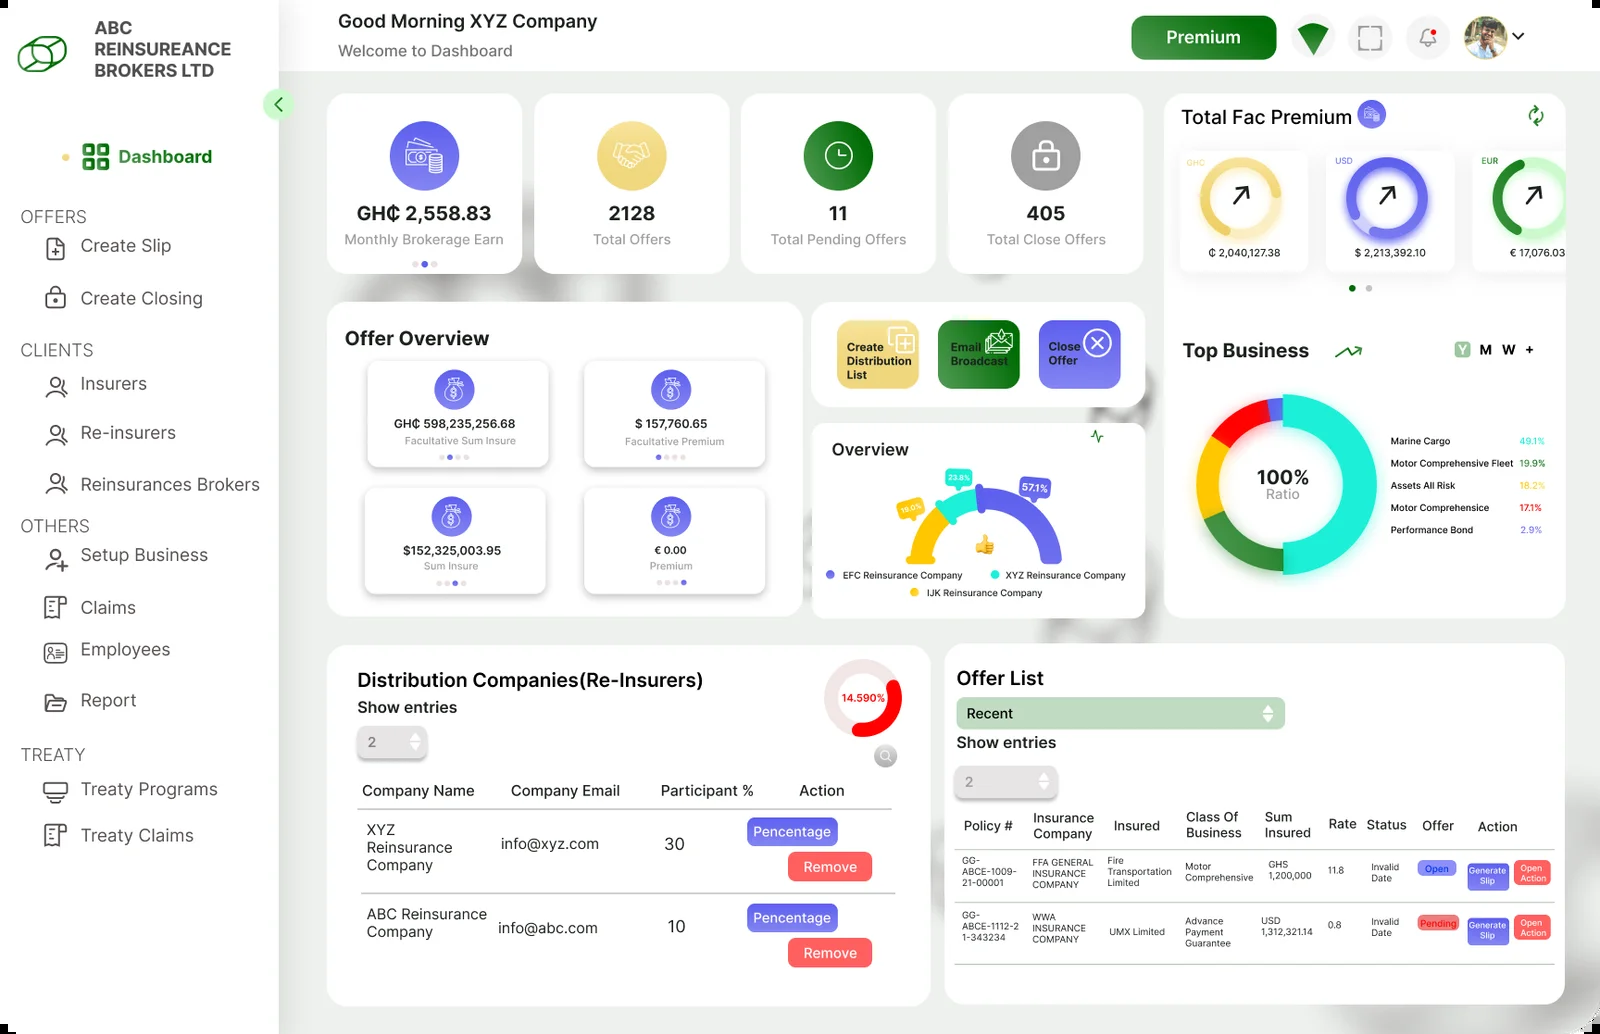 ABC
REINSUREANCE
BROKERS LTD
Good Morning XYZ Company
Welcome to Dashboard
Premium
Dashboard
OFFERS
Create Slip
Create Closing
CLIENTS
Insurers
Re-insurers
Reinsurances Brokers
OTHERS
Setup Business
Claims
Employees
Report
TREATY
Treaty Programs
Treaty Claims
GH₵ 2,558.83
Monthly Brokerage Earn
2128
Total Offers
11
Total Pending Offers
405
Total Close Offers
Total Fac Premium
GHC
₵ 2,040,127.38
USD
$ 2,213,392.10
EUR
€ 17,076.03
Offer Overview
GH₵ 598,235,256.68
Facultative Sum Insure
$ 157,760.65
Facultative Premium
$152,325,003.95
Sum Insure
€ 0.00
Premium
Create
Distribution
List
Email
Broadcast
Close
Offer
Overview
19.0%
23.8%
57.1%
EFC Reinsurance Company
XYZ Reinsurance Company
IJK Reinsurance Company
Top Business
Y M W +
100%
Ratio
Marine Cargo 49.1%
Motor Comprehensive Fleet 19.9%
Assets All Risk 18.2%
Motor Comprehensice 17.1%
Performance Bond 2.9%
Distribution Companies(Re-Insurers)
Show entries
2
14.590%
Company Name Company Email Participant % Action
XYZ
Reinsurance
Company
info@xyz.com
30
Percentage
Remove
ABC Reinsurance
Company
info@abc.com
10
Percentage
Remove
Offer List
Recent
Show entries
2
Policy #
Insurance
Company
Insured
Class Of
Business
Sum
Insured
Rate
Status
Offer
Action
GG-
ABCE-1009-
21-00001
FFA GENERAL
INSURANCE
COMPANY
Fire
Transportation
Limited
Motor
Comprehensive
GHS
1,200,000
11.8
Invalid
Date
Open
Generate
Slip
Open
Action
GG-
ABCE-1112-2
1-343234
WWA
INSURANCE
COMPANY
UMX Limited
Advance
Payment
Guarantee
USD
1,312,321.14
0.8
Invalid
Date
Pending
Generate
Slip
Open
Action